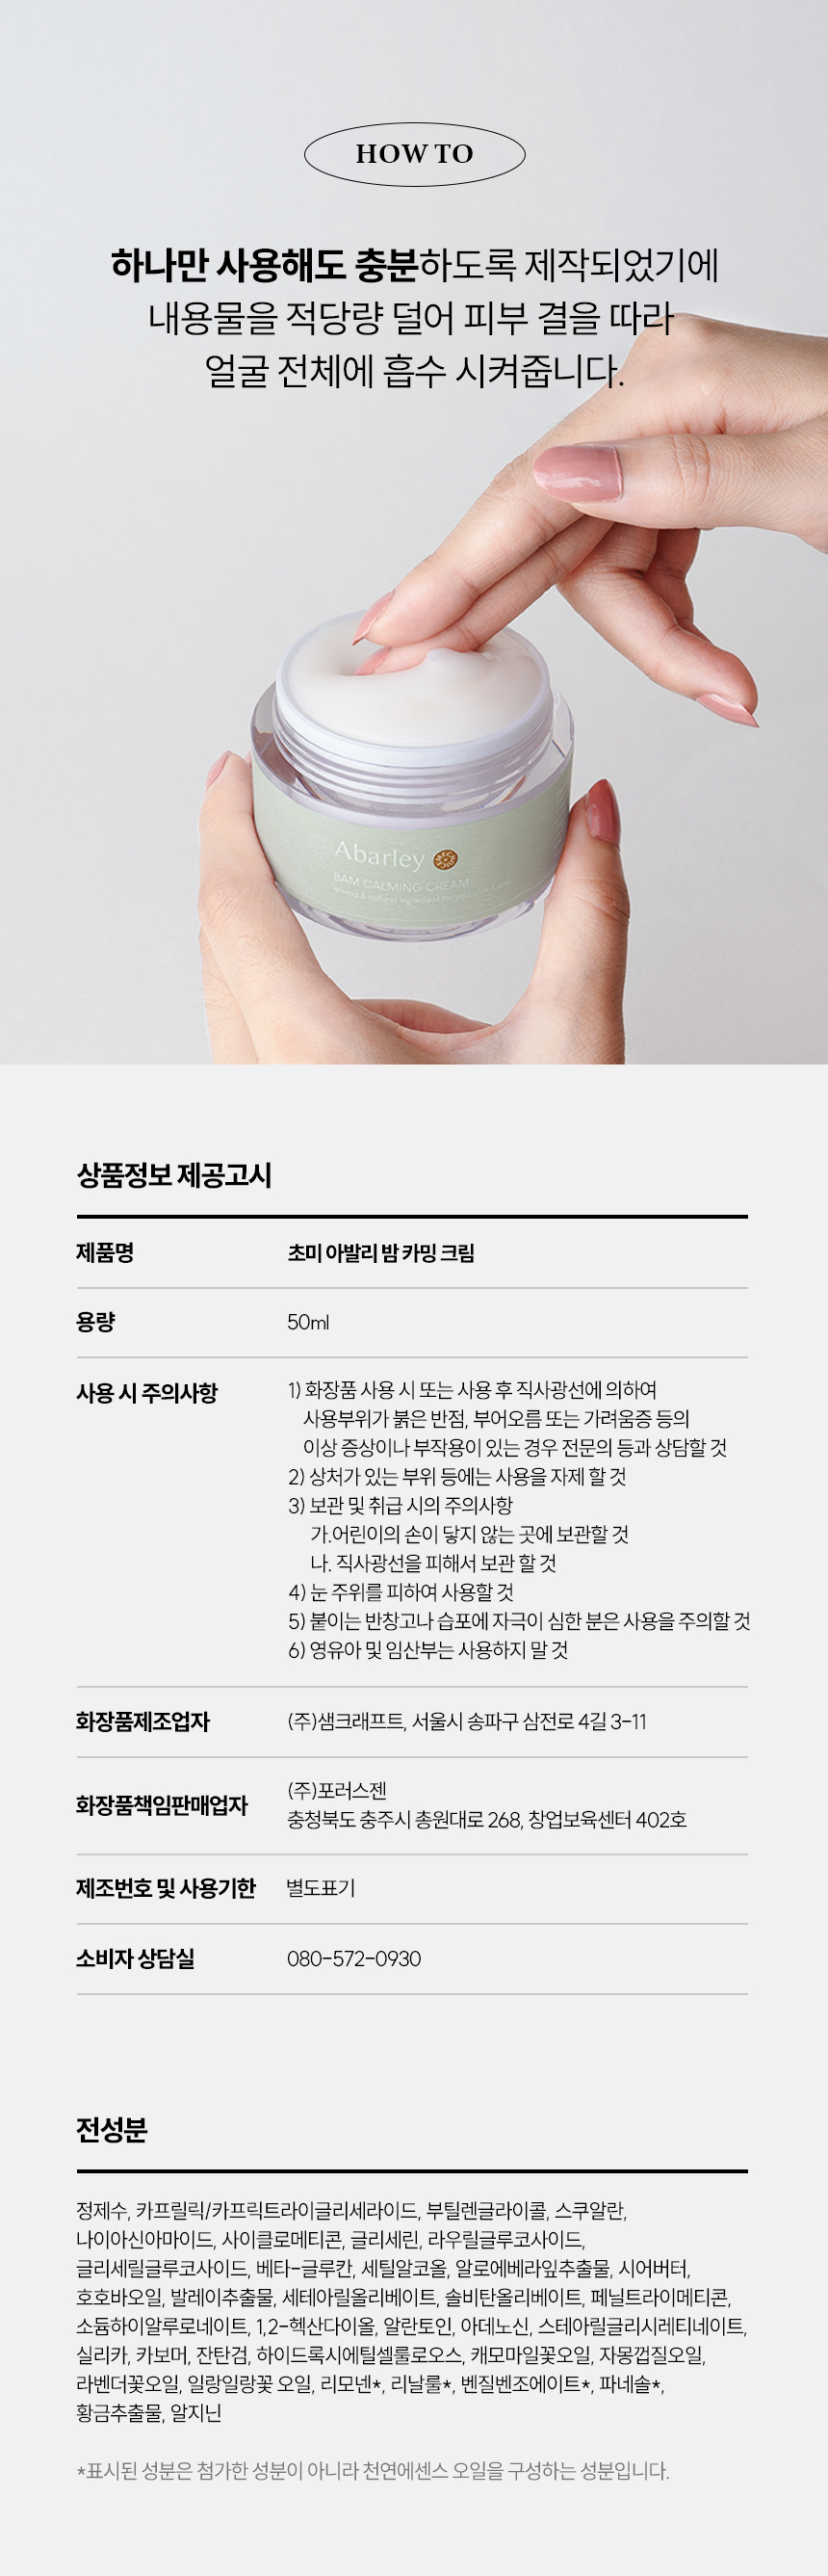 HOW TO
하나만 사용해도 충분하도록 제작되었기에
내용물을 적당량 덜어 피부 결을 따라
얼굴 전체에 흡수 시켜줍니다.
Abarley
BAM CALMING CREAM
상품정보 제공고시
제품명 초미 아발리 밤 카밍 크림
용량 50ml
사용 시 주의사항 1) 화장품 사용 시 또는 사용 후 직사광선에 의하여
사용부위가 붉은 반점, 부어오름 또는 가려움증 등의
이상 증상이나 부작용이 있는 경우 전문의 등과 상담할 것
2) 상처가 있는 부위 등에는 사용을 자제 할 것
3) 보관 및 취급 시의 주의사항
가.어린이의 손이 닿지 않는 곳에 보관할 것
나. 직사광선을 피해서 보관 할 것
4) 눈 주위를 피하여 사용할 것
5) 붙이는 반창고나 습포에 자극이 심한 분은 사용을 주의할 것
6) 영유아 및 임산부는 사용하지 말 것
화장품제조업자 (주)샘크래프트, 서울시 송파구 삼전로 4길 3-11
화장품책임판매업자 (주)포러스젠
충청북도 충주시 충원대로 268, 창업보육센터 402호
제조번호 및 사용기한 별도표기
소비자 상담실 080-572-0930
전성분
정제수, 카프릴릭/카프릭트라이글리세라이드, 부틸렌글라이콜, 스쿠알란,
나이아신아마이드, 사이클로메티콘, 글리세린, 라우릴글루코사이드,
글리세릴글루코사이드, 베타-글루칸, 세틸알코올, 알로에베라잎추출물, 시어버터,
호호바오일, 발레이추출물, 세테아릴올리베이트, 솔비탄올리베이트, 페닐트라이메티콘,
소듐하이알루로네이트, 1,2-헥산다이올, 알란토인, 아데노신, 스테아릴글리시레티네이트,
실리카, 카보머, 잔탄검, 하이드록시에틸셀룰로오스, 캐모마일꽃오일, 자몽껍질오일,
라벤더꽃오일, 일랑일랑꽃 오일, 리모넨*, 리날룰*, 벤질벤조에이트*, 파네솔*,
황금추출물, 알지닌
*표시된 성분은 첨가한 성분이 아니라 천연에센스 오일을 구성하는 성분입니다.